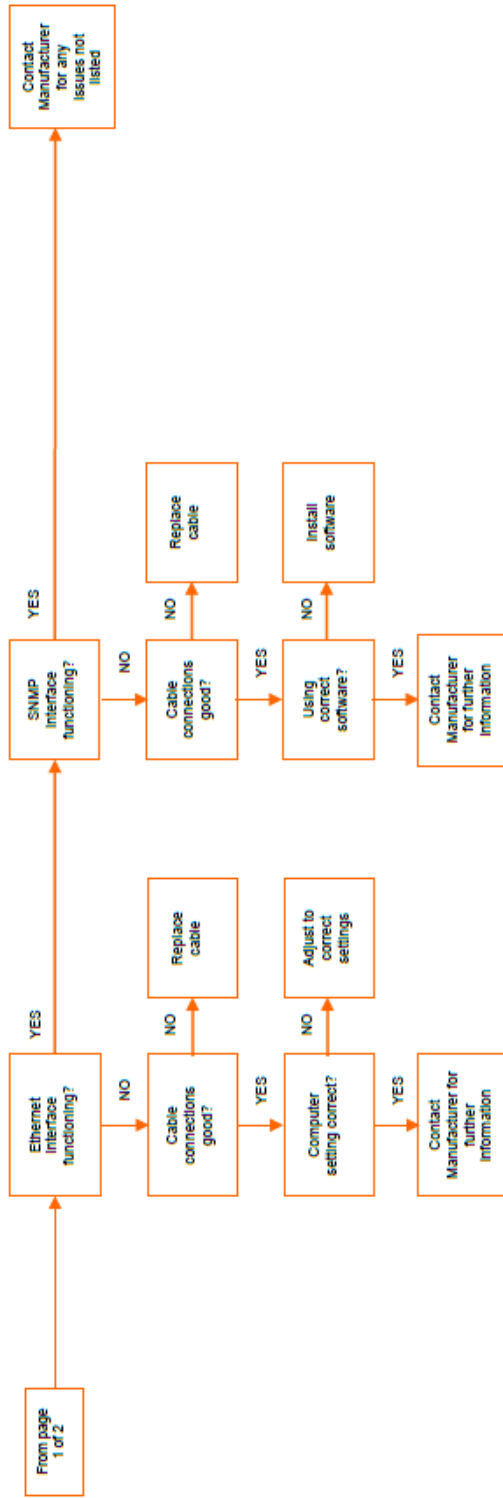 From page
1 of 2
Ethernet
Interface
functioning?
YES
NO
Cable
connections
good?
NO
Replace
cable
YES
Computer
setting correct?
NO
Adjust to
correct
settings
YES
Contact
Manufacturer for
further
Information
SNMP
Interface
functioning?
YES
NO
Cable
connections
good?
NO
Replace
cable
YES
Using
correct
software?
NO
Install
software
YES
Contact
Manufacturer
for further
Information
Contact
Manufacturer
for any
Issues not
listed